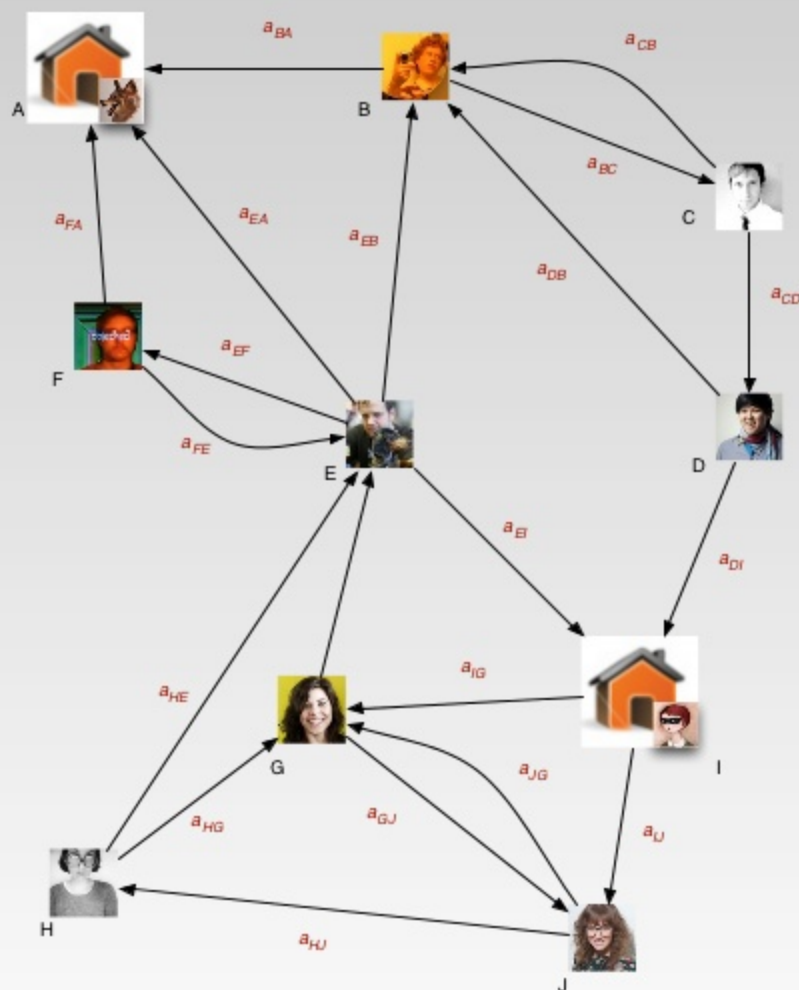 a_BA
a_CB
A
B
a_BC
C
a_FA
a_EA
a_EB
a_DB
a_CD
a_EF
F
a_FE
E
D
a_EI
a_DI
a_IG
a_HE
G
I
a_JG
a_HG
a_GJ
a_IJ
H
a_HJ
J